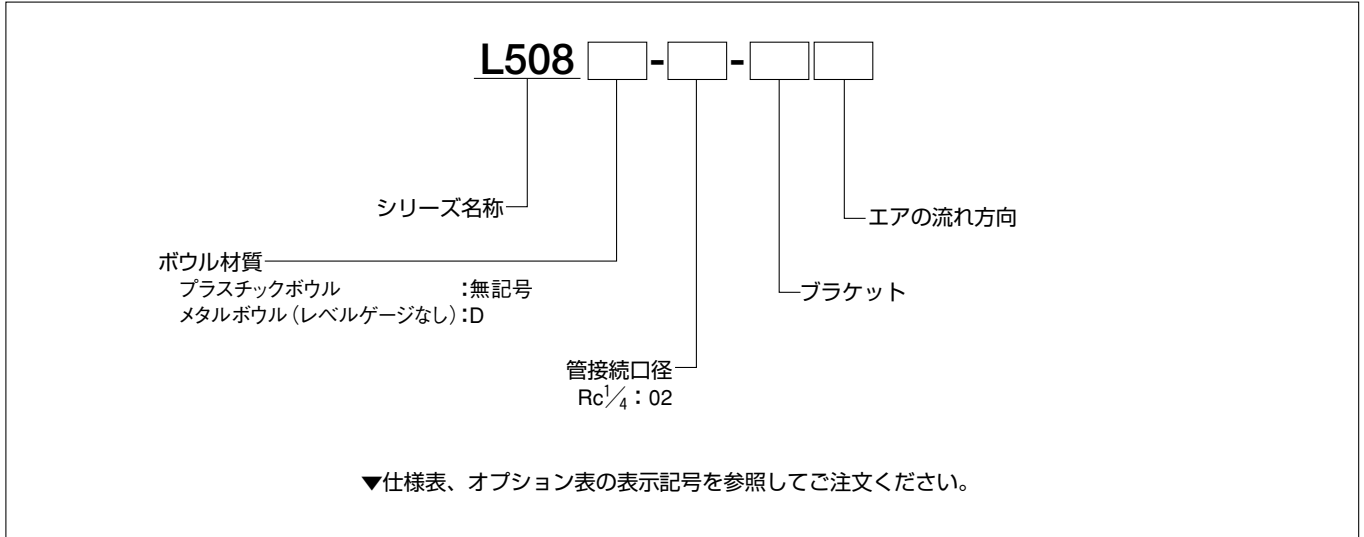 L508 - -
シリーズ名称
エアの流れ方向
ボウル材質
プラスチックボウル :無記号
ブラケット
メタルボウル(レベルゲージなし):D
管接続口径
Rc1/4:02
▼仕様表、オプション表の表示記号を参照してご注文ください。